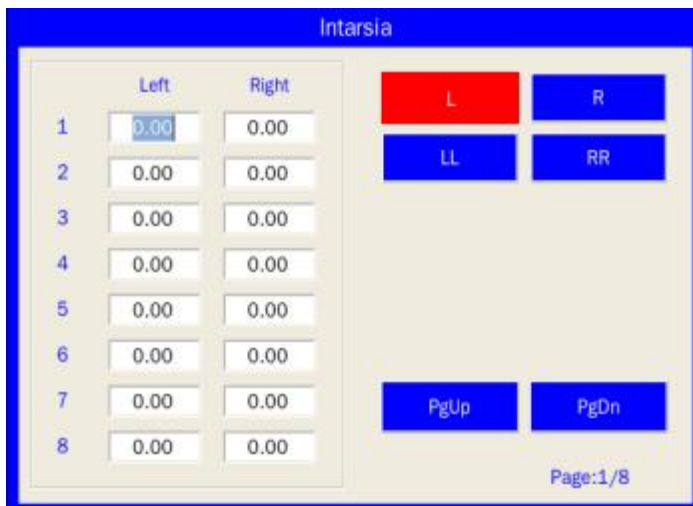 Intarsia
Left Right
1 0.00 0.00
2 0.00 0.00
3 0.00 0.00
4 0.00 0.00
5 0.00 0.00
6 0.00 0.00
7 0.00 0.00
8 0.00 0.00
L R
LL RR
PgUp PgDn
Page:1/8